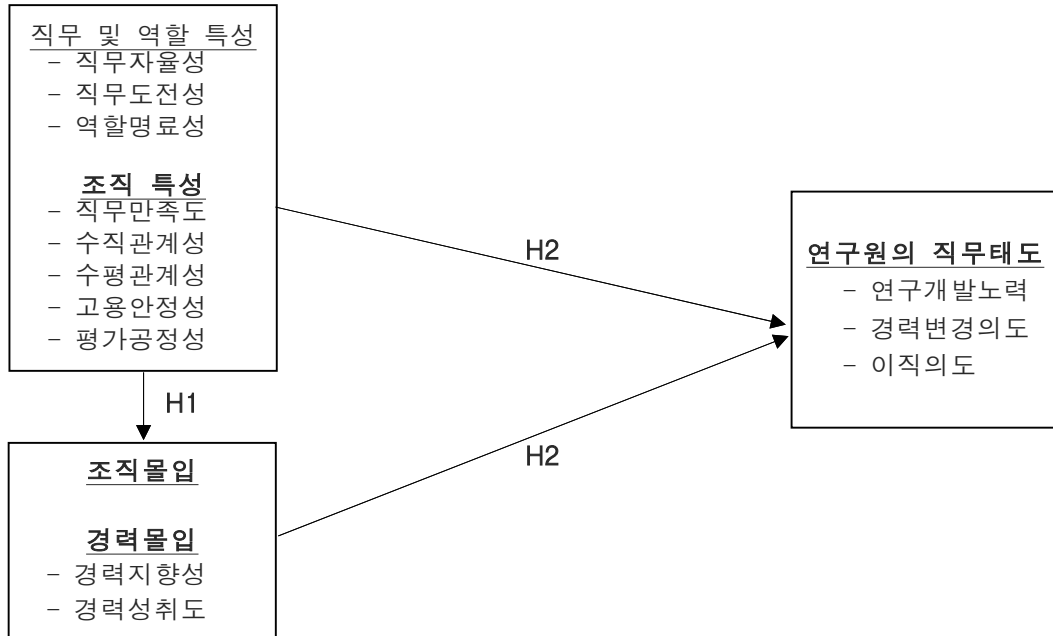 직무 및 역할 특성
- 직무자율성
- 직무도전성
- 역할명료성
조직 특성
- 직무만족도
- 수직관계성
- 수평관계성
- 고용안정성
- 평가공정성
H1
조직몰입
경력몰입
- 경력지향성
- 경력성취도
H2
H2
연구원의 직무태도
- 연구개발노력
- 경력변경의도
- 이직의도